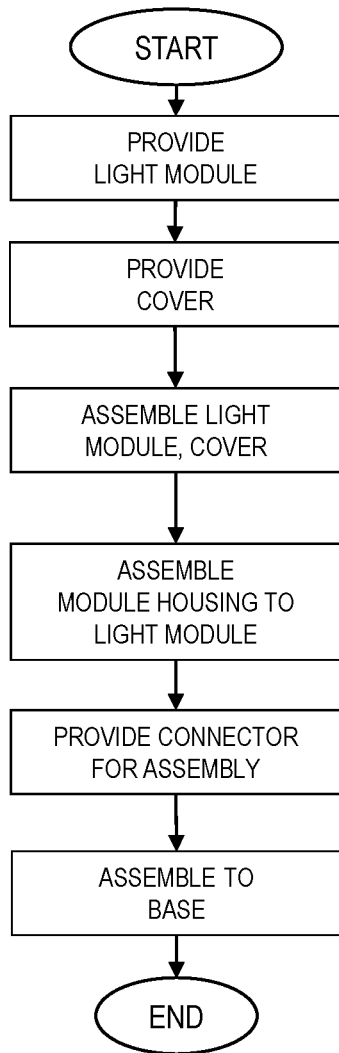 START
PROVIDE
LIGHT MODULE
PROVIDE
COVER
ASSEMBLE LIGHT
MODULE, COVER
ASSEMBLE
MODULE HOUSING TO
LIGHT MODULE
PROVIDE CONNECTOR
FOR ASSEMBLY
ASSEMBLE TO
BASE
END